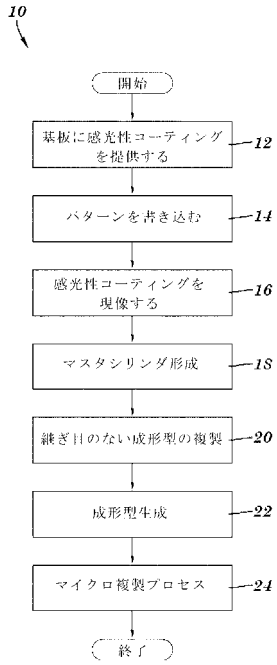 10
開始
基板に感光性コーティング
を提供する
12
パターンを書き込む
14
感光性コーティングを
現像する
16
マスタシリンダ形成
18
継ぎ目のない成形型の複製
20
成形型生成
22
マイクロ複製プロセス
24
終了